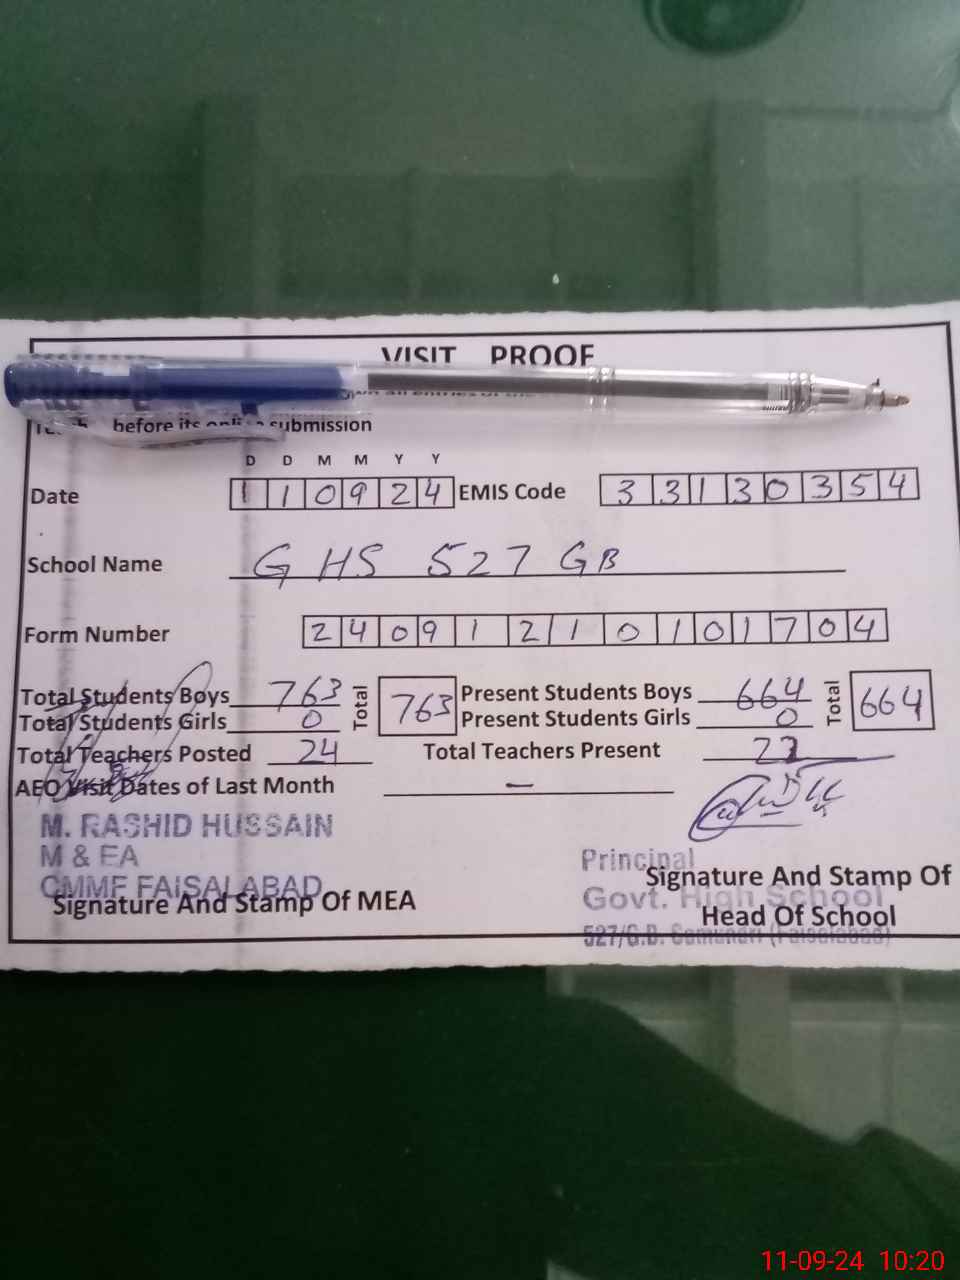 VISIT PROOF
before its submission
D D M M Y Y
Date 1 1 0 9 2 4 EMIS Code 3 3 1 3 0 3 5 4
School Name G HS 527 GB
Form Number 2 4 0 9 1 2 1 0 1 0 1 7 0 4
Total Students Boys 763 Total 763 Present Students Boys 664 Total 664
Total Students Girls 0 Present Students Girls 0
Total Teachers Posted 24 Total Teachers Present
AEO Visit Dates of Last Month –
M. RASHID HUSSAIN
M & EA
CMMF FAISALABAD
Signature And Stamp Of MEA
Principal
Govt. High School
527/G.B. (Faisalabad)
Signature And Stamp Of
Head Of School
11-09-24 10:20